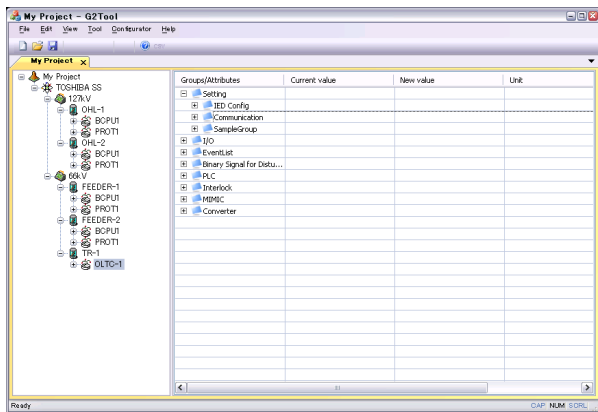 My Project - G2Tool
File Edit View Tool Configurator Help
My Project x
My Project
TOSHIBA SS
127kV
OHL-1
BCPU1
PROT1
OHL-2
BCPU1
PROT1
66kV
FEEDER-1
BCPU1
PROT1
FEEDER-2
BCPU1
PROT1
TR-1
OLTC-1
Groups/Attributes Current value New value Unit
Setting
IED Config
Communication
SampleGroup
I/O
EventList
Binary Signal for Distu...
PLC
Interlock
MIMIC
Converter
Ready CAP NUM SCRL